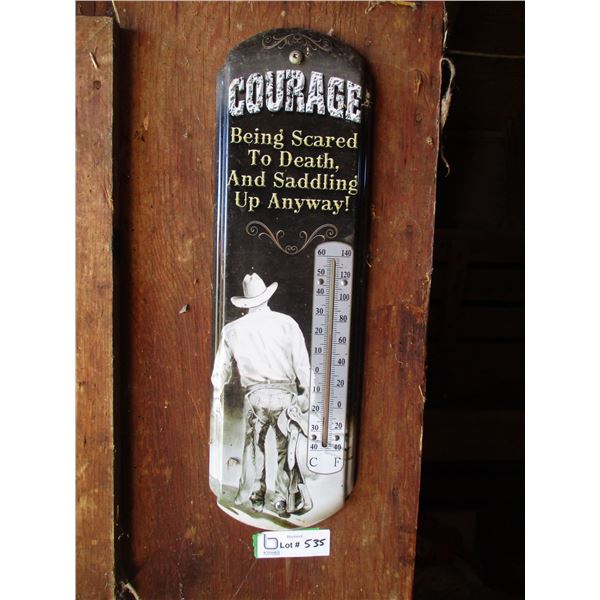 COURAGE
Being Scared
To Death,
And Saddling
Up Anyway!
60 140
50 120
40 100
30 80
20 60
10 40
0 20
10 0
20 20
30 40
40
C F
Lot # 535